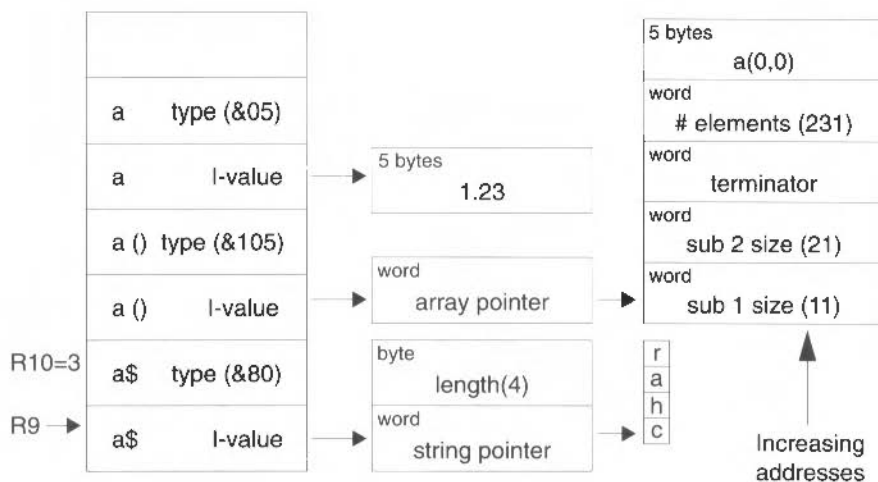 a type (&05)
a l-value
a () type (&105)
a () l-value
R10=3
a$ type (&80)
R9
a$ l-value
5 bytes
1.23
word
array pointer
byte
length(4)
word
string pointer
5 bytes
a(0,0)
word
# elements (231)
word
terminator
word
sub 2 size (21)
word
sub 1 size (11)
r
a
h
c
Increasing
addresses